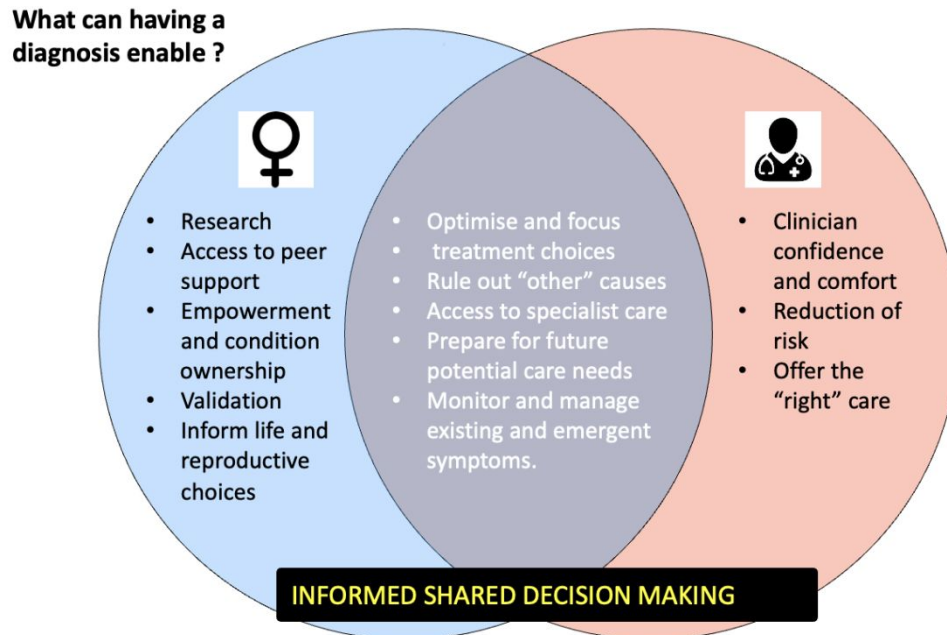 What can having a
diagnosis enable ?
• Research
• Access to peer
support
• Empowerment
and condition
ownership
• Validation
• Inform life and
reproductive
choices
• Optimise and focus
• treatment choices
• Rule out “other” causes
• Access to specialist care
• Prepare for future
potential care needs
• Monitor and manage
existing and emergent
symptoms.
• Clinician
confidence
and comfort
• Reduction of
risk
• Offer the
“right” care
INFORMED SHARED DECISION MAKING